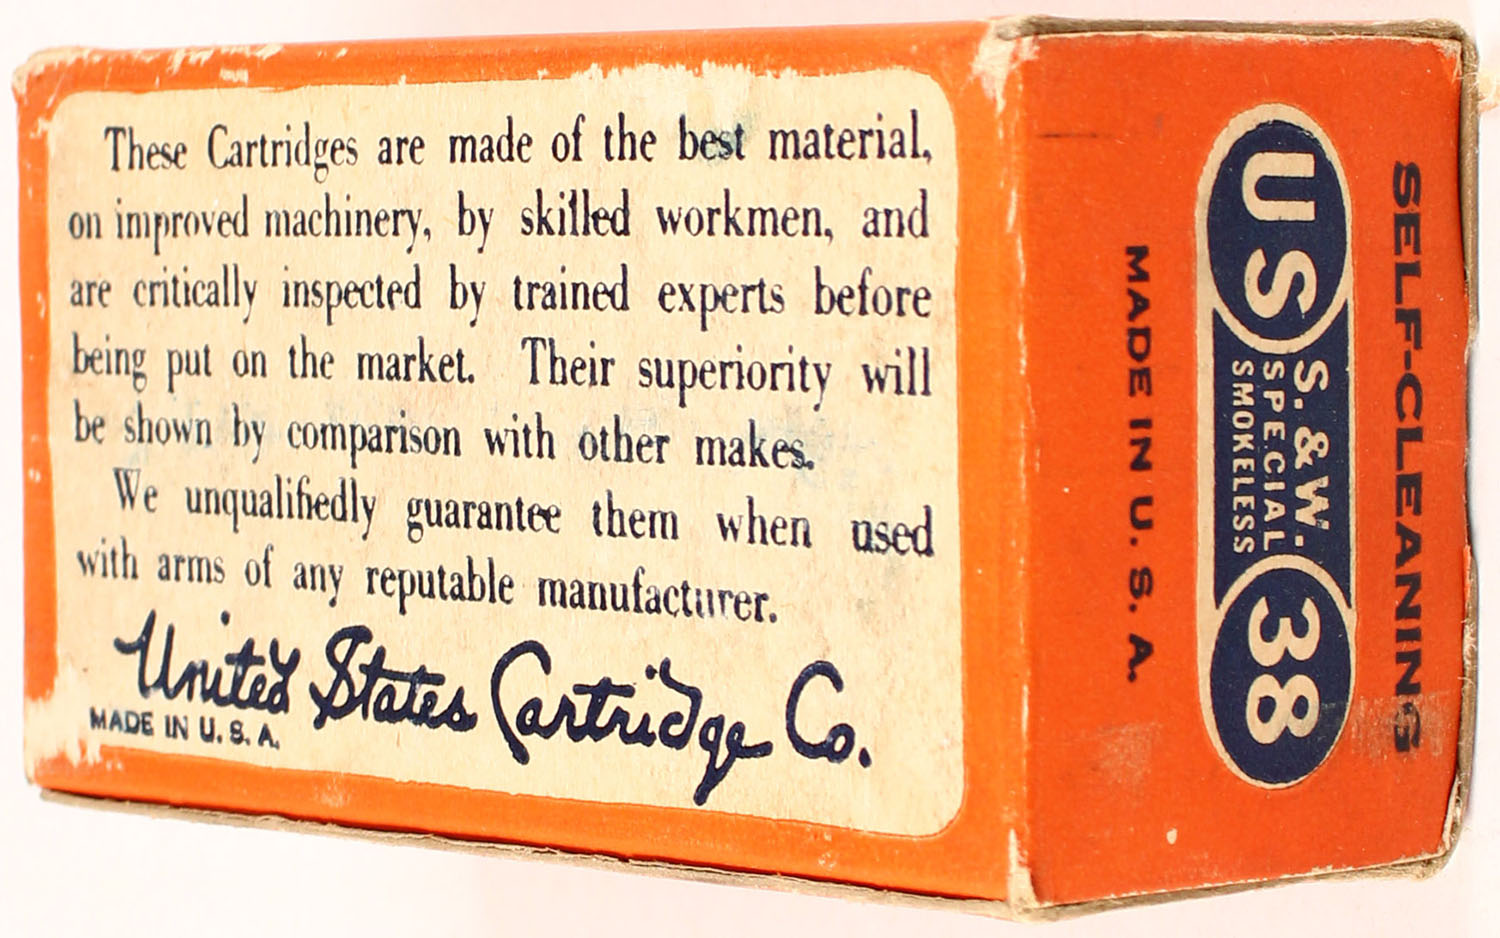 These Cartridges are made of the best material,
on improved machinery, by skilled workmen, and
are critically inspected by trained experts before
being put on the market. Their superiority will
be shown by comparison with other makes.
We unqualifiedly guarantee them when used
with arms of any reputable manufacturer.
United States Cartridge Co.
MADE IN U. S. A.
SELF-CLEANING
US
S. & W.
SPECIAL
SMOKELESS
38
MADE IN U. S. A.